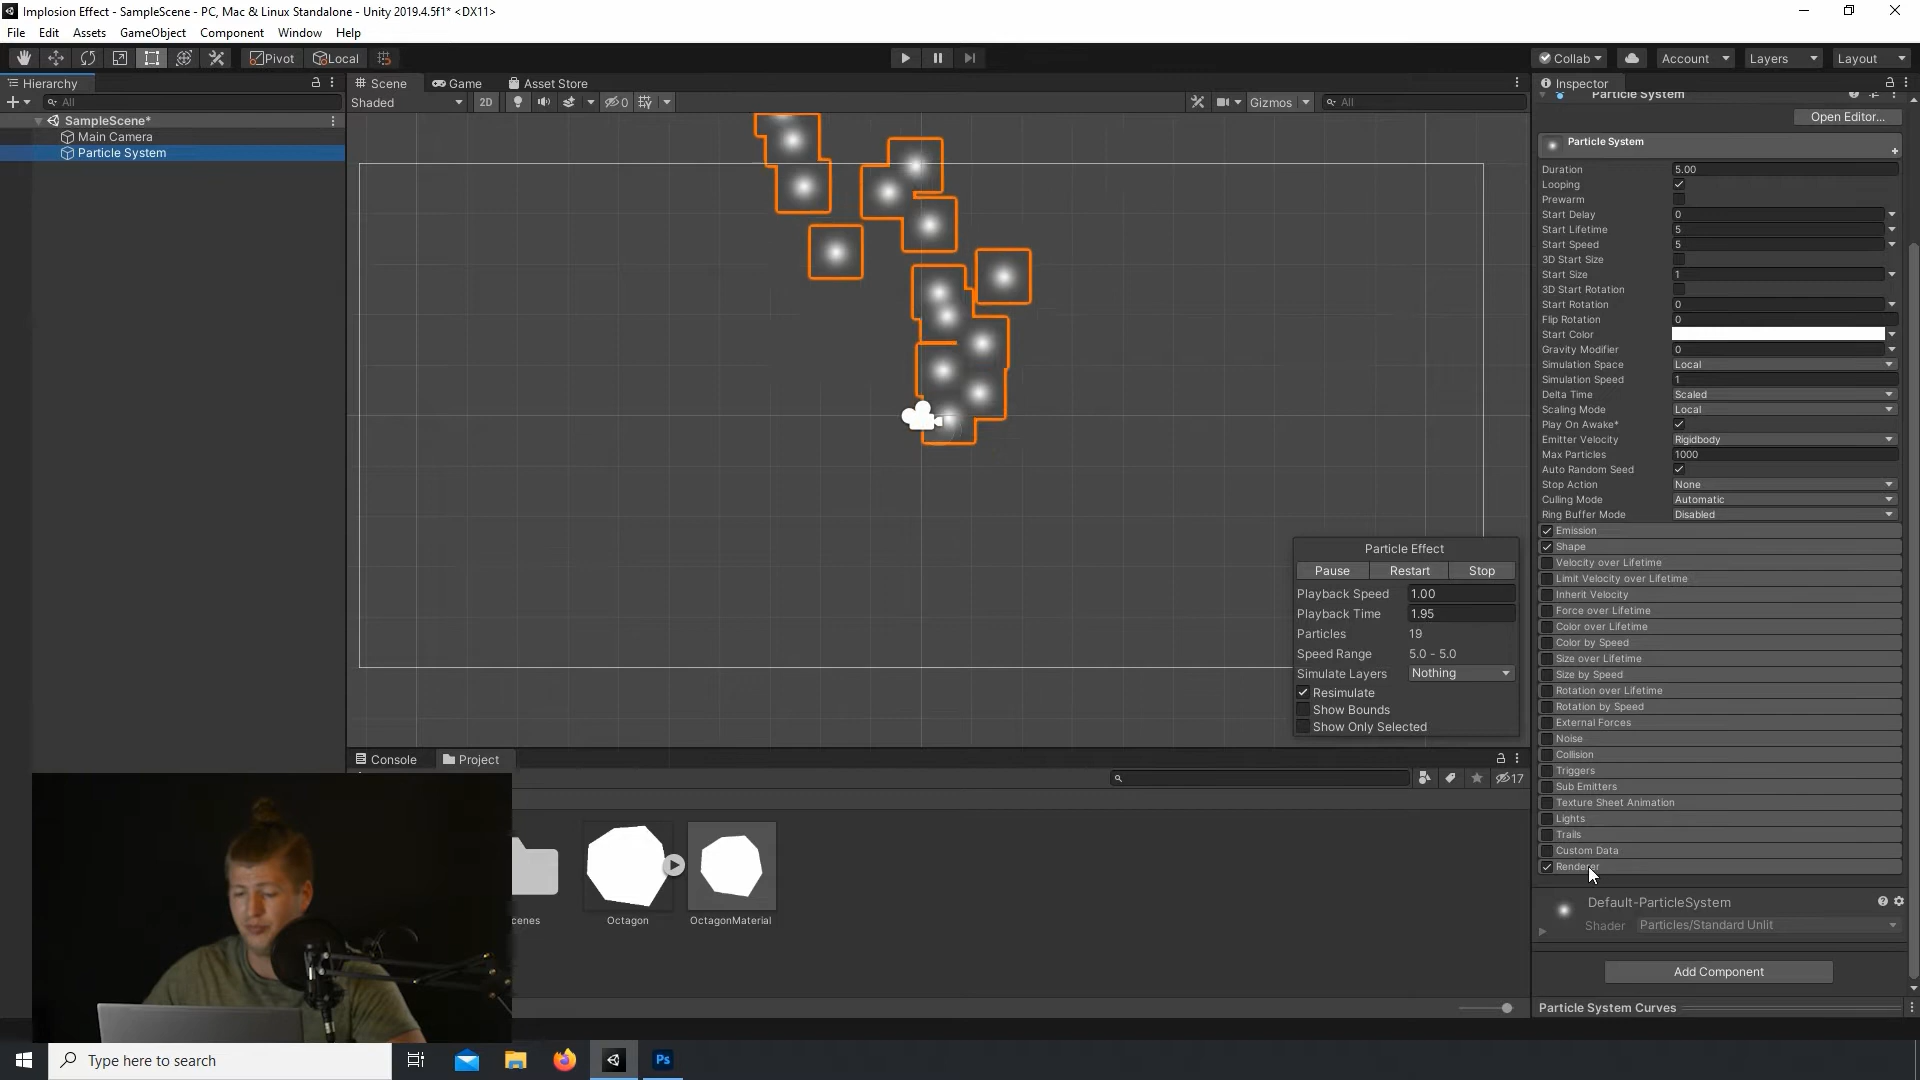 Implosion Effect - SampleScene - PC, Mac & Linux Standalone - Unity 2019.4.5f1* <DX11>
File Edit Assets GameObject Component Window Help
Pivot Local Collab Account Layers Layout
Hierarchy
All
SampleScene*
Main Camera
Particle System
Scene Game Asset Store
Shaded 2D 0 Gizmos All
Particle Effect
Pause Restart Stop
Playback Speed 1.00
Playback Time 1.95
Particles 19
Speed Range 5.0 - 5.0
Simulate Layers Nothing
Resimulate
Show Bounds
Show Only Selected
Console Project
17
cenes Octagon OctagonMaterial
Inspector
Particle System
Open Editor...
Particle System
Duration 5.00
Looping
Prewarm
Start Delay 0
Start Lifetime 5
Start Speed 5
3D Start Size
Start Size 1
3D Start Rotation
Start Rotation 0
Flip Rotation 0
Start Color
Gravity Modifier 0
Simulation Space Local
Simulation Speed 1
Delta Time Scaled
Scaling Mode Local
Play On Awake*
Emitter Velocity Rigidbody
Max Particles 1000
Auto Random Seed
Stop Action None
Culling Mode Automatic
Ring Buffer Mode Disabled
Emission
Shape
Velocity over Lifetime
Limit Velocity over Lifetime
Inherit Velocity
Force over Lifetime
Color over Lifetime
Color by Speed
Size over Lifetime
Size by Speed
Rotation over Lifetime
Rotation by Speed
External Forces
Noise
Collision
Triggers
Sub Emitters
Texture Sheet Animation
Lights
Trails
Custom Data
Renderer
Default-ParticleSystem
Shader Particles/Standard Unlit
Add Component
Particle System Curves
Type here to search
Ps